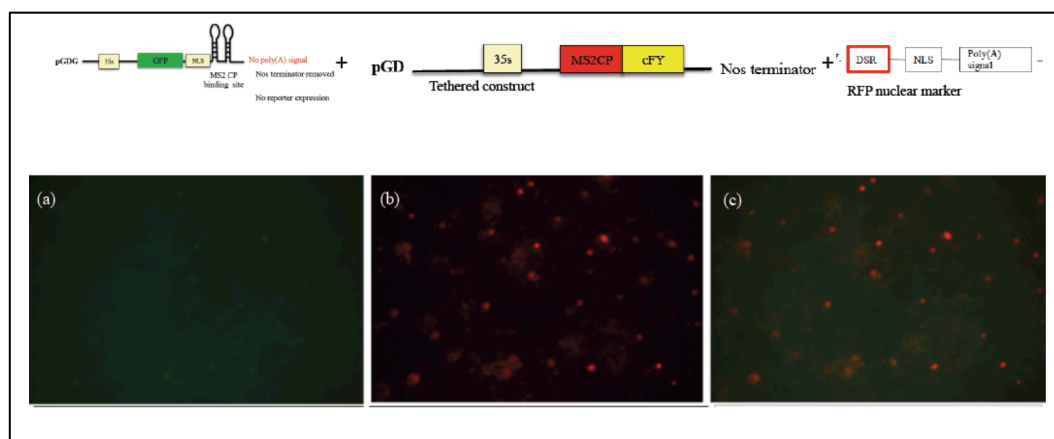 pGDG 35s GFP NLS No poly(A) signal +
MS2 CP binding site
Nos terminator removed
No reporter expression
pGD 35s MS2CP cFY Nos terminator +
Tethered construct
DSR NLS Poly(A) signal
RFP nuclear marker
(a) (b) (c)